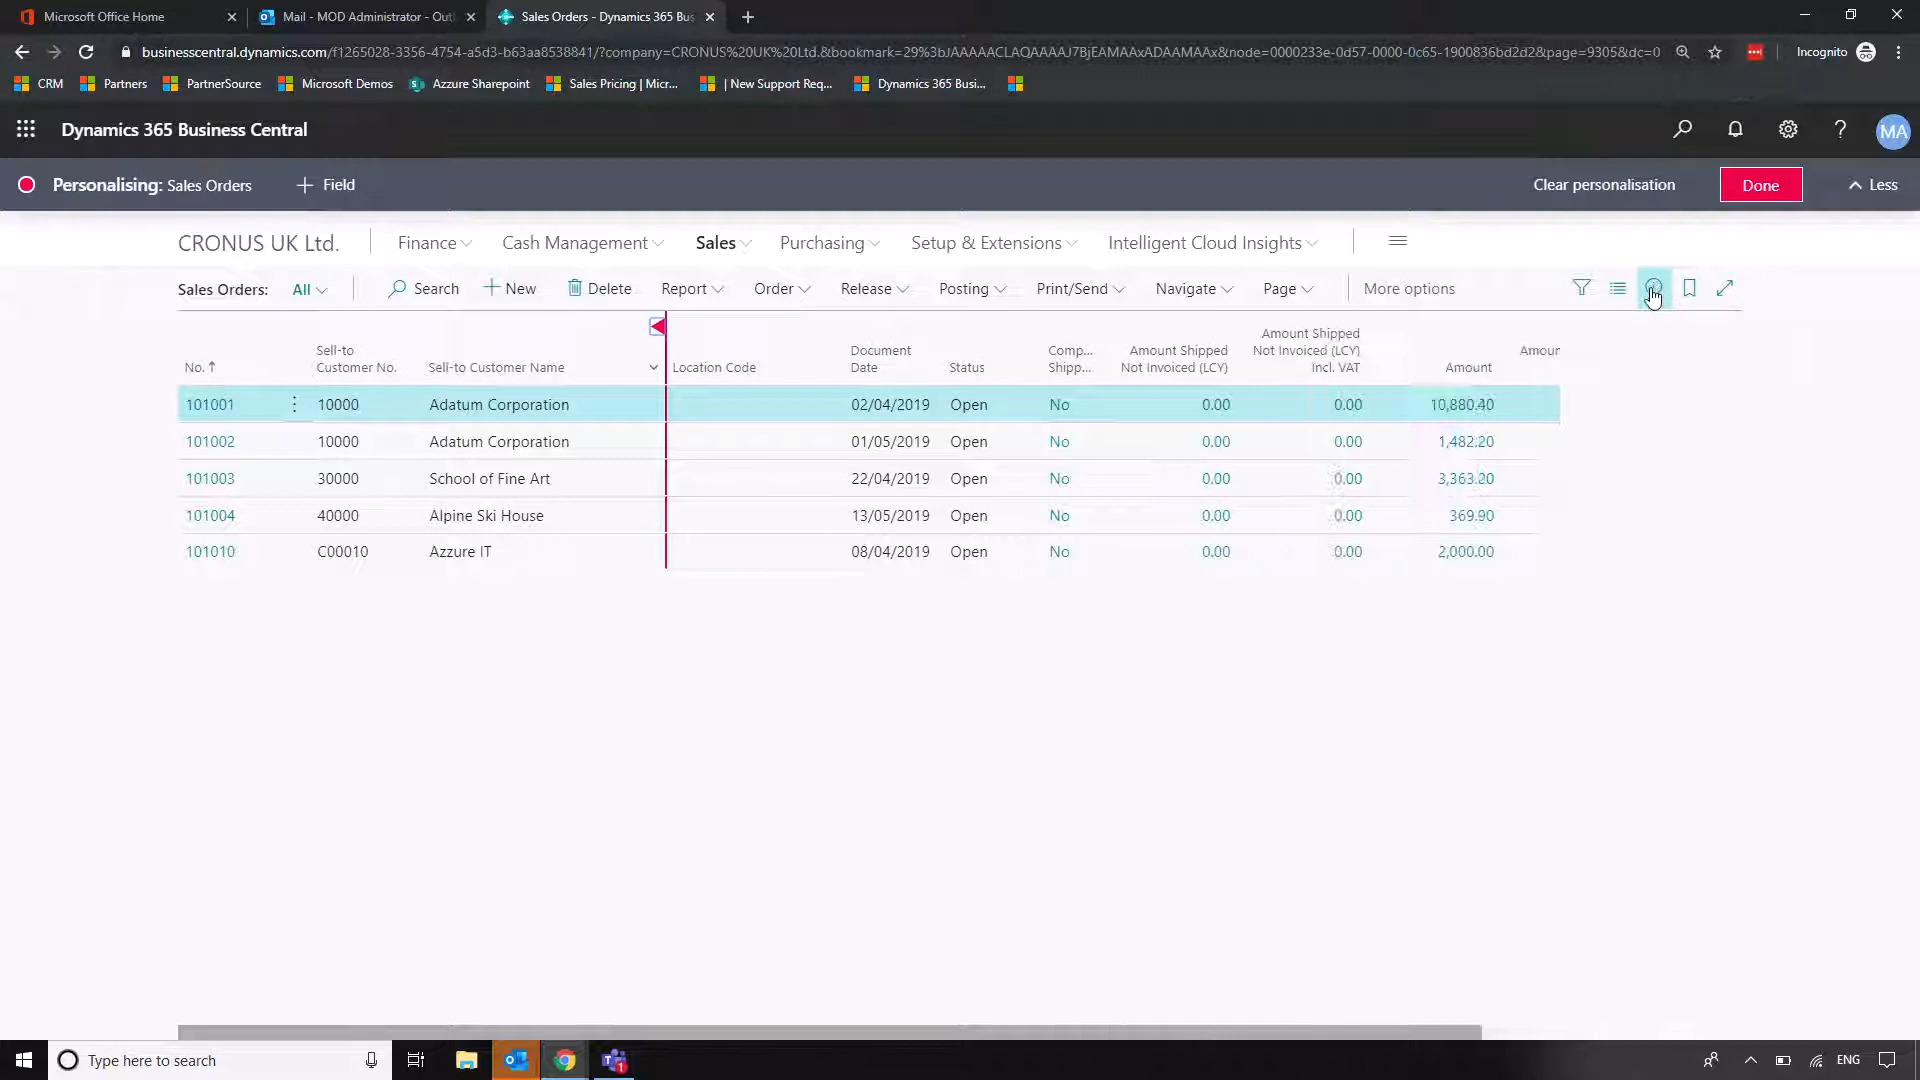 Microsoft Office Home
Mail - MOD Administrator - Outl
Sales Orders - Dynamics 365 Bus
businesscentral.dynamics.com/f1265028-3356-4754-a5d3-b63aa8538841/?company=CRONUS%20UK%20Ltd.&bookmark=29%3bJAAAAACLAQAAAAJ7BjEAMAAxADAAMAAx&node=0000233e-0d57-0000-0c65-1900836bd2d2&page=9305&dc=0
Incognito
CRM
Partners
PartnerSource
Microsoft Demos
Azzure Sharepoint
Sales Pricing | Micr...
| New Support Req...
Dynamics 365 Busi...
Dynamics 365 Business Central
MA
Personalising: Sales Orders
Field
Clear personalisation
Done
Less
CRONUS UK Ltd.
Finance
Cash Management
Sales
Purchasing
Setup & Extensions
Intelligent Cloud Insights
Sales Orders:
All
Search
New
Delete
Report
Order
Release
Posting
Print/Send
Navigate
Page
More options
No.
Sell-to
Customer No.
Sell-to Customer Name
Location Code
Document
Date
Status
Comp...
Shipp...
Amount Shipped
Not Invoiced (LCY)
Amount Shipped
Not Invoiced (LCY)
Incl. VAT
Amount
Amour
101001 10000 Adatum Corporation 02/04/2019 Open No 0.00 0.00 10,880.40
101002 10000 Adatum Corporation 01/05/2019 Open No 0.00 0.00 1,482.20
101003 30000 School of Fine Art 22/04/2019 Open No 0.00 0.00 3,363.20
101004 40000 Alpine Ski House 13/05/2019 Open No 0.00 0.00 369.90
101010 C00010 Azzure IT 08/04/2019 Open No 0.00 0.00 2,000.00
Type here to search
1
ENG